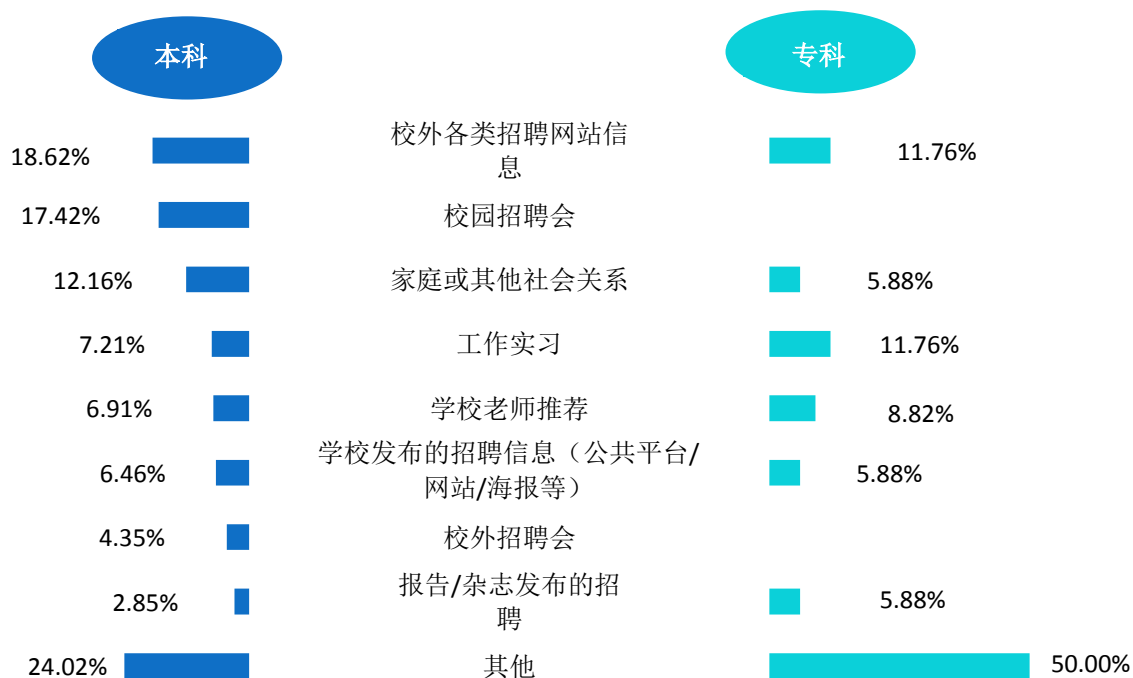 本科 专科
18.62% 校外各类招聘网站信 11.76%
息
17.42% 校园招聘会
12.16% 家庭或其他社会关系 5.88%
7.21% 工作实习 11.76%
6.91% 学校老师推荐 8.82%
学校发布的招聘信息（公共平台/
6.46% 网站/海报等） 5.88%
4.35% 校外招聘会
报告/杂志发布的招
2.85% 聘 5.88%
24.02% 其他 50.00%